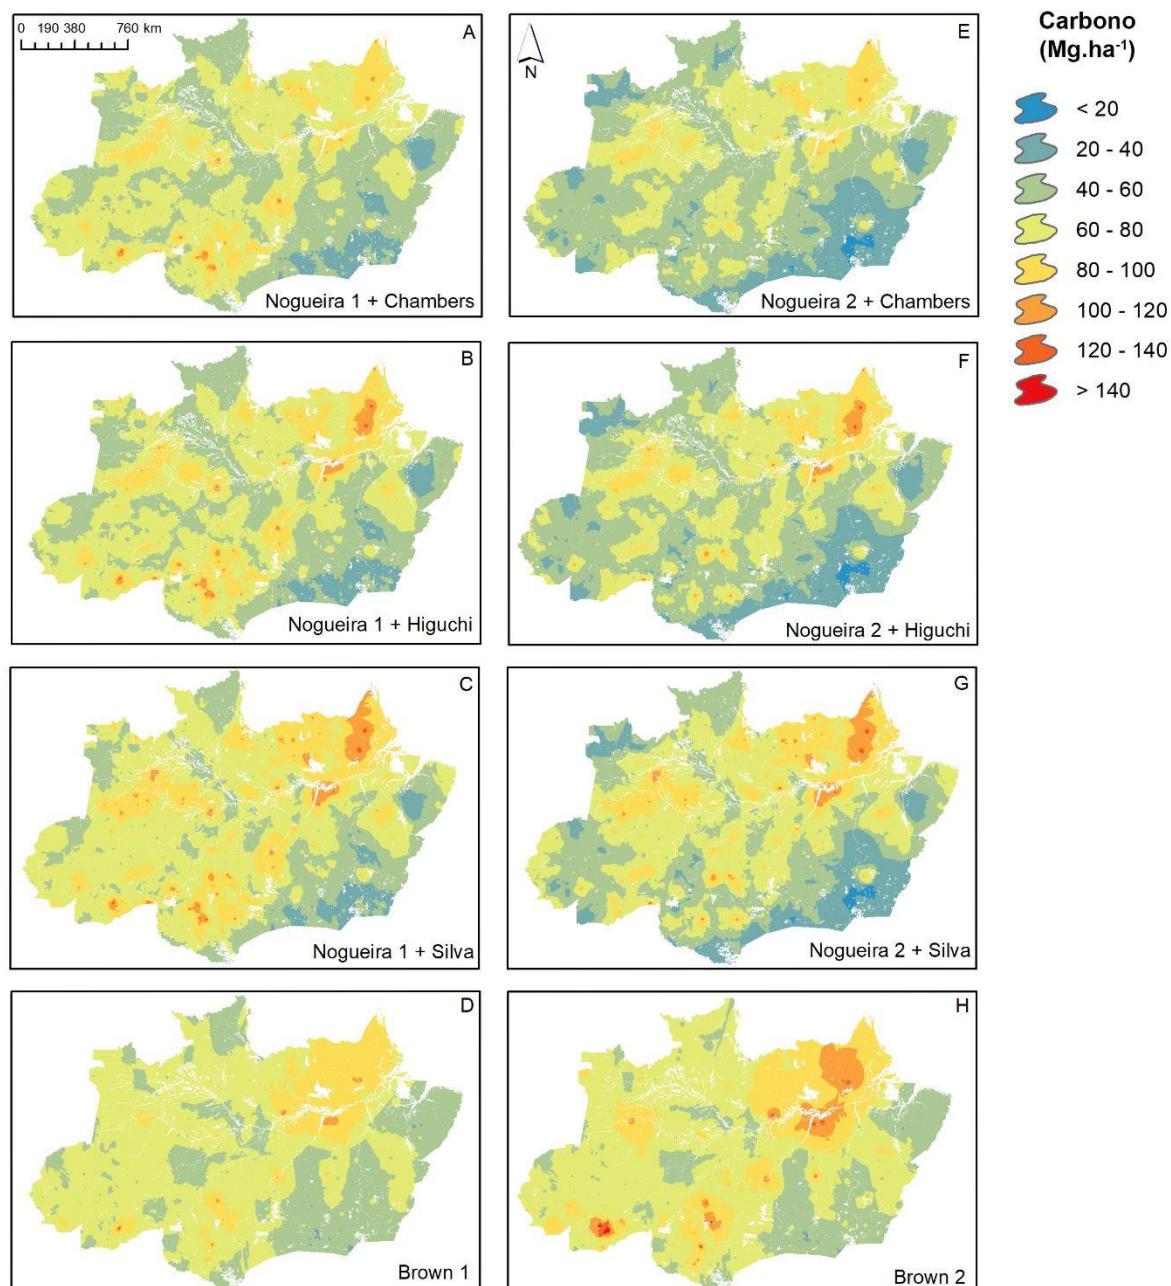 0 190 380 760 km
A
Nogueira 1 + Chambers
N
E
Nogueira 2 + Chambers
Carbono
(Mg.ha⁻¹)
< 20
20 - 40
40 - 60
60 - 80
80 - 100
100 - 120
120 - 140
> 140
B
Nogueira 1 + Higuchi
F
Nogueira 2 + Higuchi
C
Nogueira 1 + Silva
G
Nogueira 2 + Silva
D
Brown 1
H
Brown 2